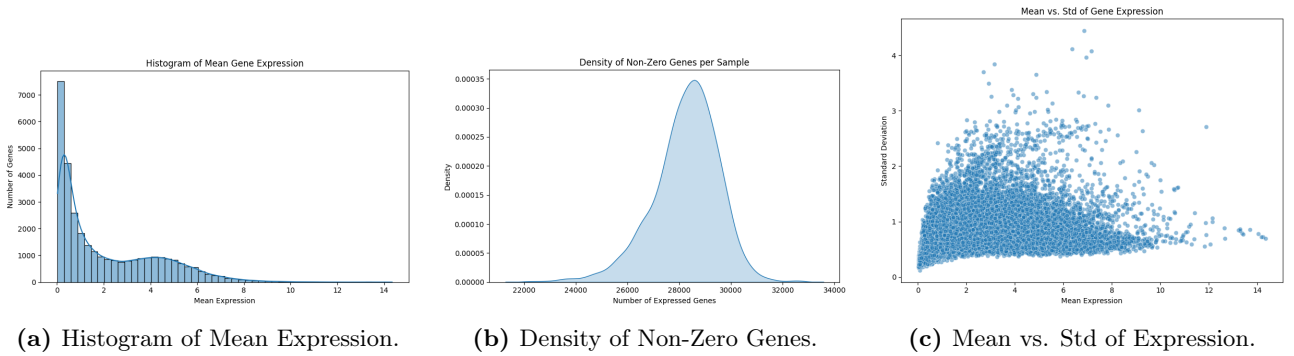 Histogram of Mean Gene Expression
Number of Genes
7000
6000
5000
4000
3000
2000
1000
0
0 2 4 6 8 10 12 14
Mean Expression
(a) Histogram of Mean Expression.
Density of Non-Zero Genes per Sample
Density
0.00035
0.00030
0.00025
0.00020
0.00015
0.00010
0.00005
0.00000
22000 24000 26000 28000 30000 32000 34000
Number of Expressed Genes
(b) Density of Non-Zero Genes.
Mean vs. Std of Gene Expression
Standard Deviation
4
3
2
1
0
0 2 4 6 8 10 12 14
Mean Expression
(c) Mean vs. Std of Expression.